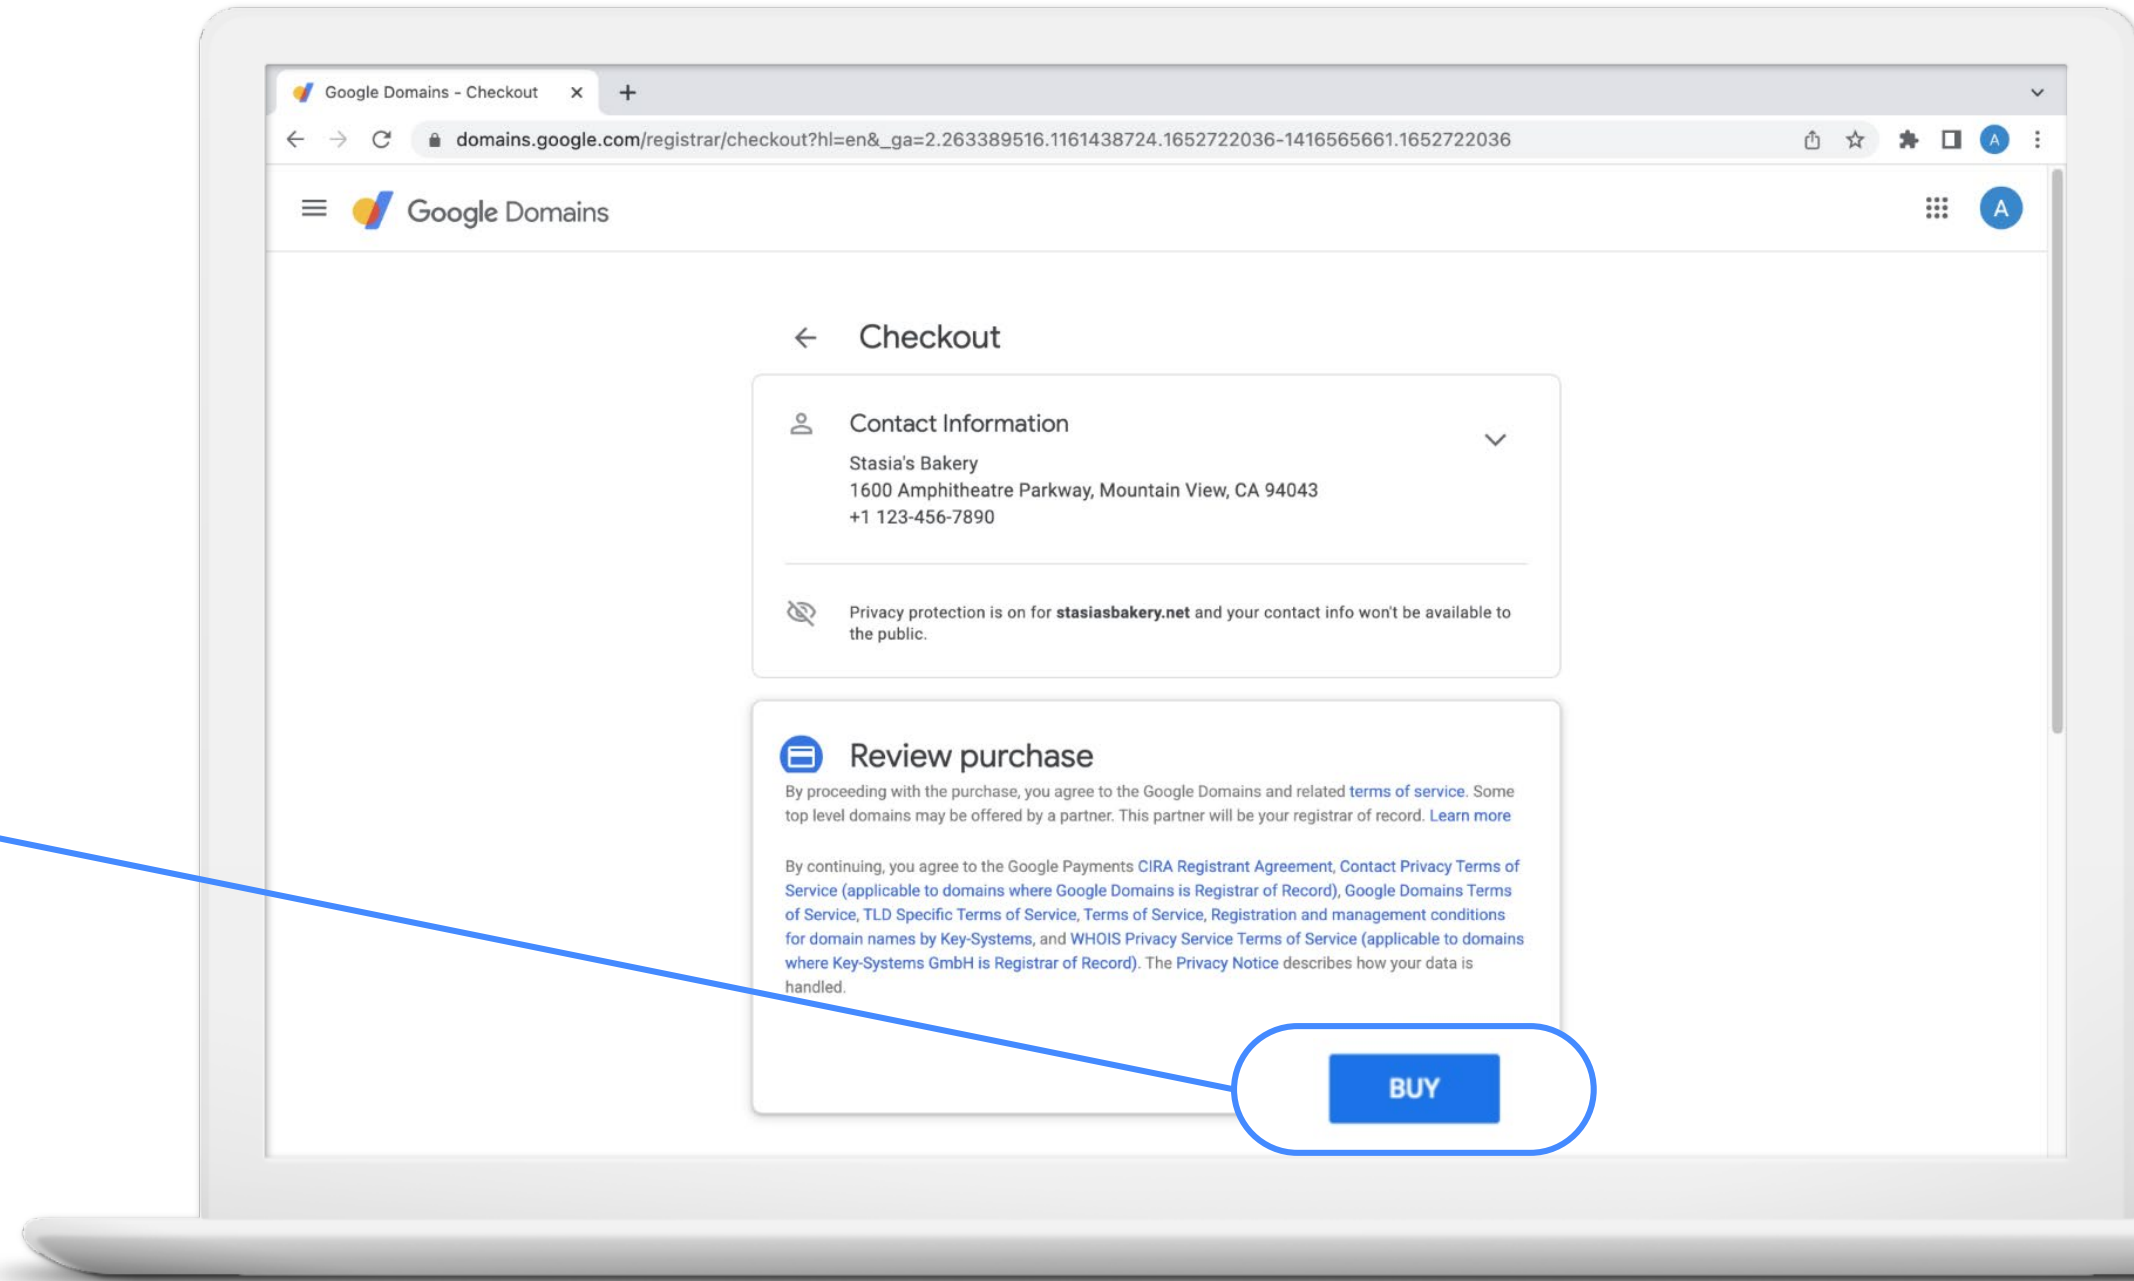 Google Domains - Checkout
domains.google.com/registrar/checkout?hl=en&_ga=2.263389516.1161438724.1652722036-1416565661.1652722036
A
Google Domains
A
Checkout
Contact Information
Stasia's Bakery
1600 Amphitheatre Parkway, Mountain View, CA 94043
+1 123-456-7890
Privacy protection is on for stasiasbakery.net and your contact info won't be available to
the public.
Review purchase
By proceeding with the purchase, you agree to the Google Domains and related terms of service. Some
top level domains may be offered by a partner. This partner will be your registrar of record. Learn more
By continuing, you agree to the Google Payments CIRA Registrant Agreement, Contact Privacy Terms of
Service (applicable to domains where Google Domains is Registrar of Record), Google Domains Terms
of Service, TLD Specific Terms of Service, Terms of Service, Registration and management conditions
for domain names by Key-Systems, and WHOIS Privacy Service Terms of Service (applicable to domains
where Key-Systems GmbH is Registrar of Record). The Privacy Notice describes how your data is
handled.
BUY